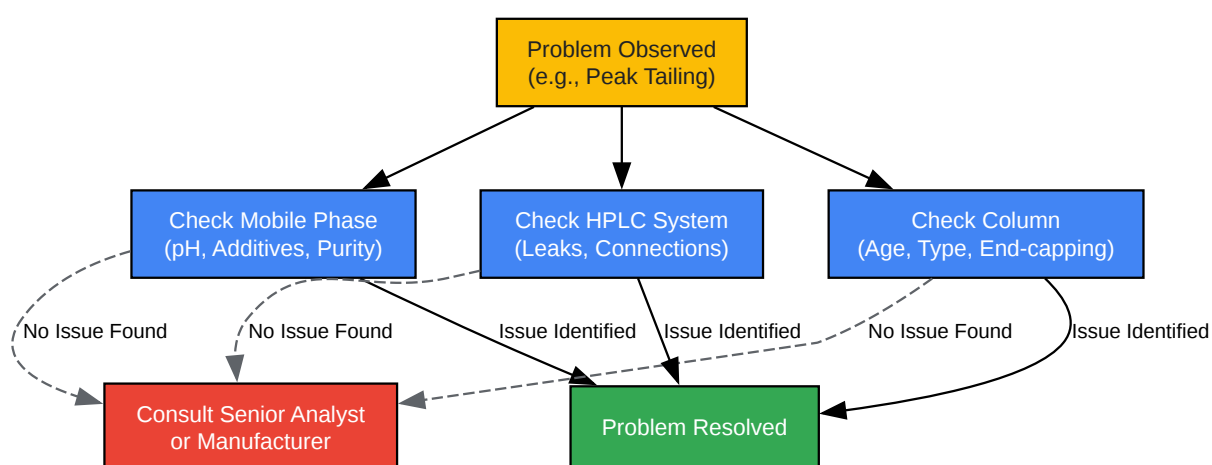 Problem Observed
(e.g., Peak Tailing)
Check Mobile Phase
(pH, Additives, Purity)
Check HPLC System
(Leaks, Connections)
Check Column
(Age, Type, End-capping)
No Issue Found
No Issue Found
Issue Identified
Issue Identified
No Issue Found
Issue Identified
Consult Senior Analyst
or Manufacturer
Problem Resolved